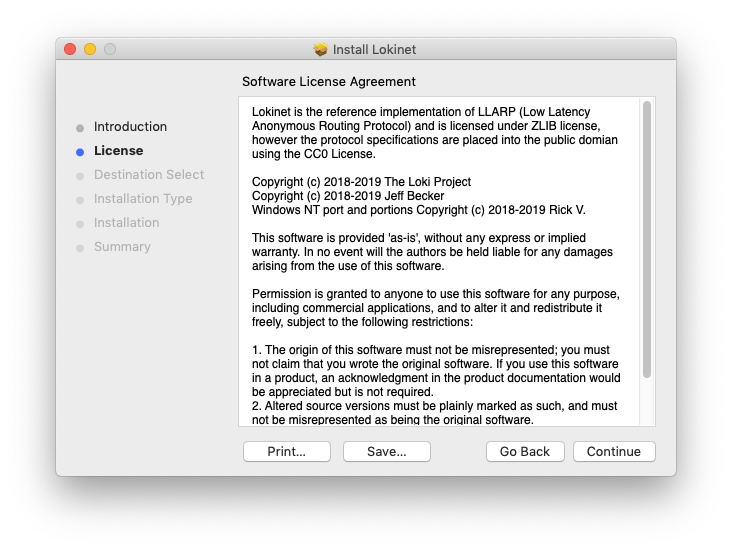 Install Lokinet
Software License Agreement
Introduction
License
Destination Select
Installation Type
Installation
Summary
Lokinet is the reference implementation of LLARP (Low Latency
Anonymous Routing Protocol) and is licensed under ZLIB license,
however the protocol specifications are placed into the public domian
using the CC0 License.
Copyright (c) 2018-2019 The Loki Project
Copyright (c) 2018-2019 Jeff Becker
Windows NT port and portions Copyright (c) 2018-2019 Rick V.
This software is provided 'as-is', without any express or implied
warranty. In no event will the authors be held liable for any damages
arising from the use of this software.
Permission is granted to anyone to use this software for any purpose,
including commercial applications, and to alter it and redistribute it
freely, subject to the following restrictions:
1. The origin of this software must not be misrepresented; you must
not claim that you wrote the original software. If you use this software
in a product, an acknowledgment in the product documentation would
be appreciated but is not required.
2. Altered source versions must be plainly marked as such, and must
not be misrepresented as being the original software.
Print...
Save...
Go Back
Continue